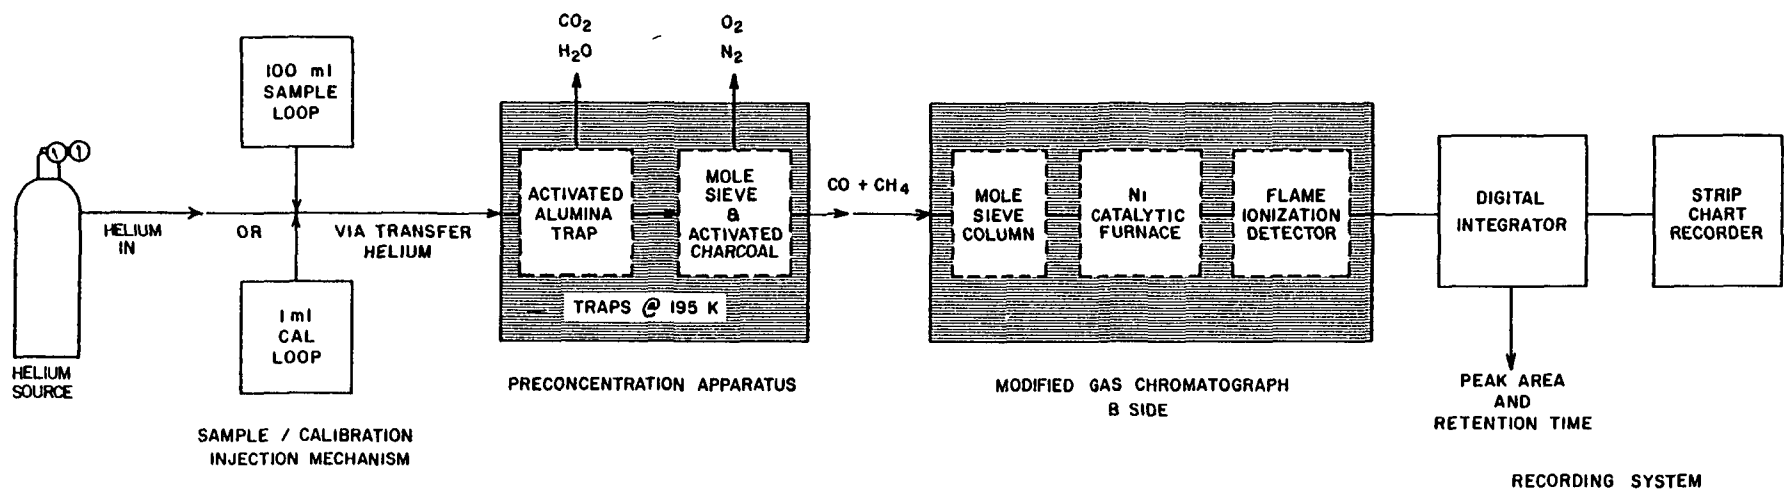 CO2
H2O
O2
N2
100 ml
SAMPLE
LOOP
HELIUM
IN
OR
VIA TRANSFER
HELIUM
1 ml
CAL
LOOP
HELIUM
SOURCE
SAMPLE / CALIBRATION
INJECTION MECHANISM
ACTIVATED
ALUMINA
TRAP
MOLE
SIEVE
&
ACTIVATED
CHARCOAL
TRAPS @ 195 K
PRECONCENTRATION APPARATUS
CO + CH4
MOLE
SIEVE
COLUMN
Ni
CATALYTIC
FURNACE
FLAME
IONIZATION
DETECTOR
MODIFIED GAS CHROMATOGRAPH
B SIDE
DIGITAL
INTEGRATOR
STRIP
CHART
RECORDER
PEAK AREA
AND
RETENTION TIME
RECORDING SYSTEM